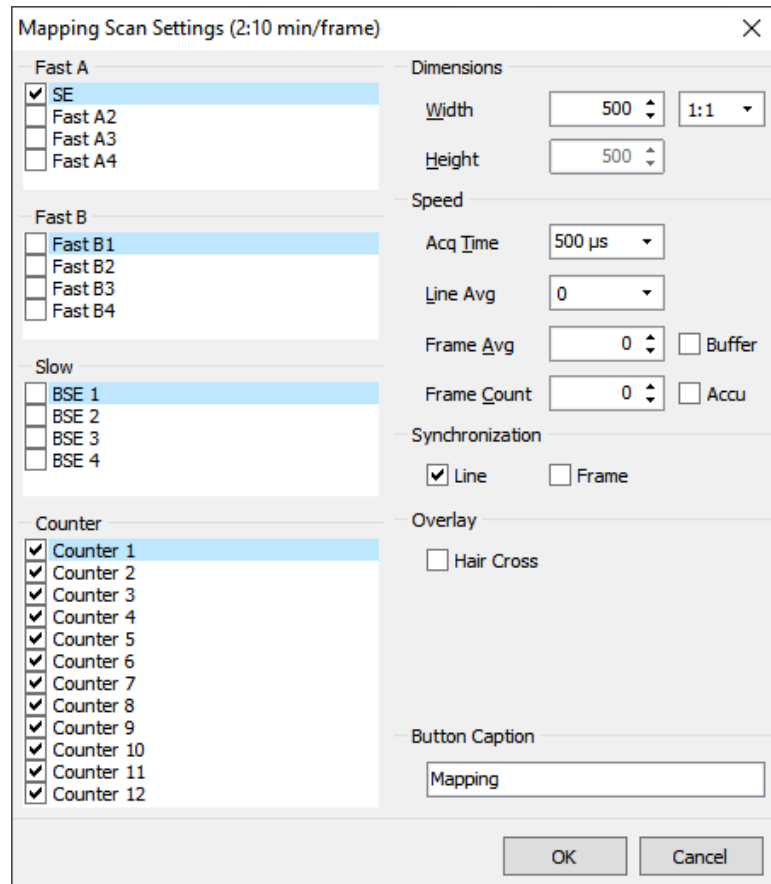 Mapping Scan Settings (2:10 min/frame)
Fast A
SE
Fast A2
Fast A3
Fast A4
Fast B
Fast B1
Fast B2
Fast B3
Fast B4
Slow
BSE 1
BSE 2
BSE 3
BSE 4
Counter
Counter 1
Counter 2
Counter 3
Counter 4
Counter 5
Counter 6
Counter 7
Counter 8
Counter 9
Counter 10
Counter 11
Counter 12
Dimensions
Width 500 1:1
Height 500
Speed
Acq Time 500 µs
Line Avg 0
Frame Avg 0 Buffer
Frame Count 0 Accu
Synchronization
Line Frame
Overlay
Hair Cross
Button Caption
Mapping
OK Cancel